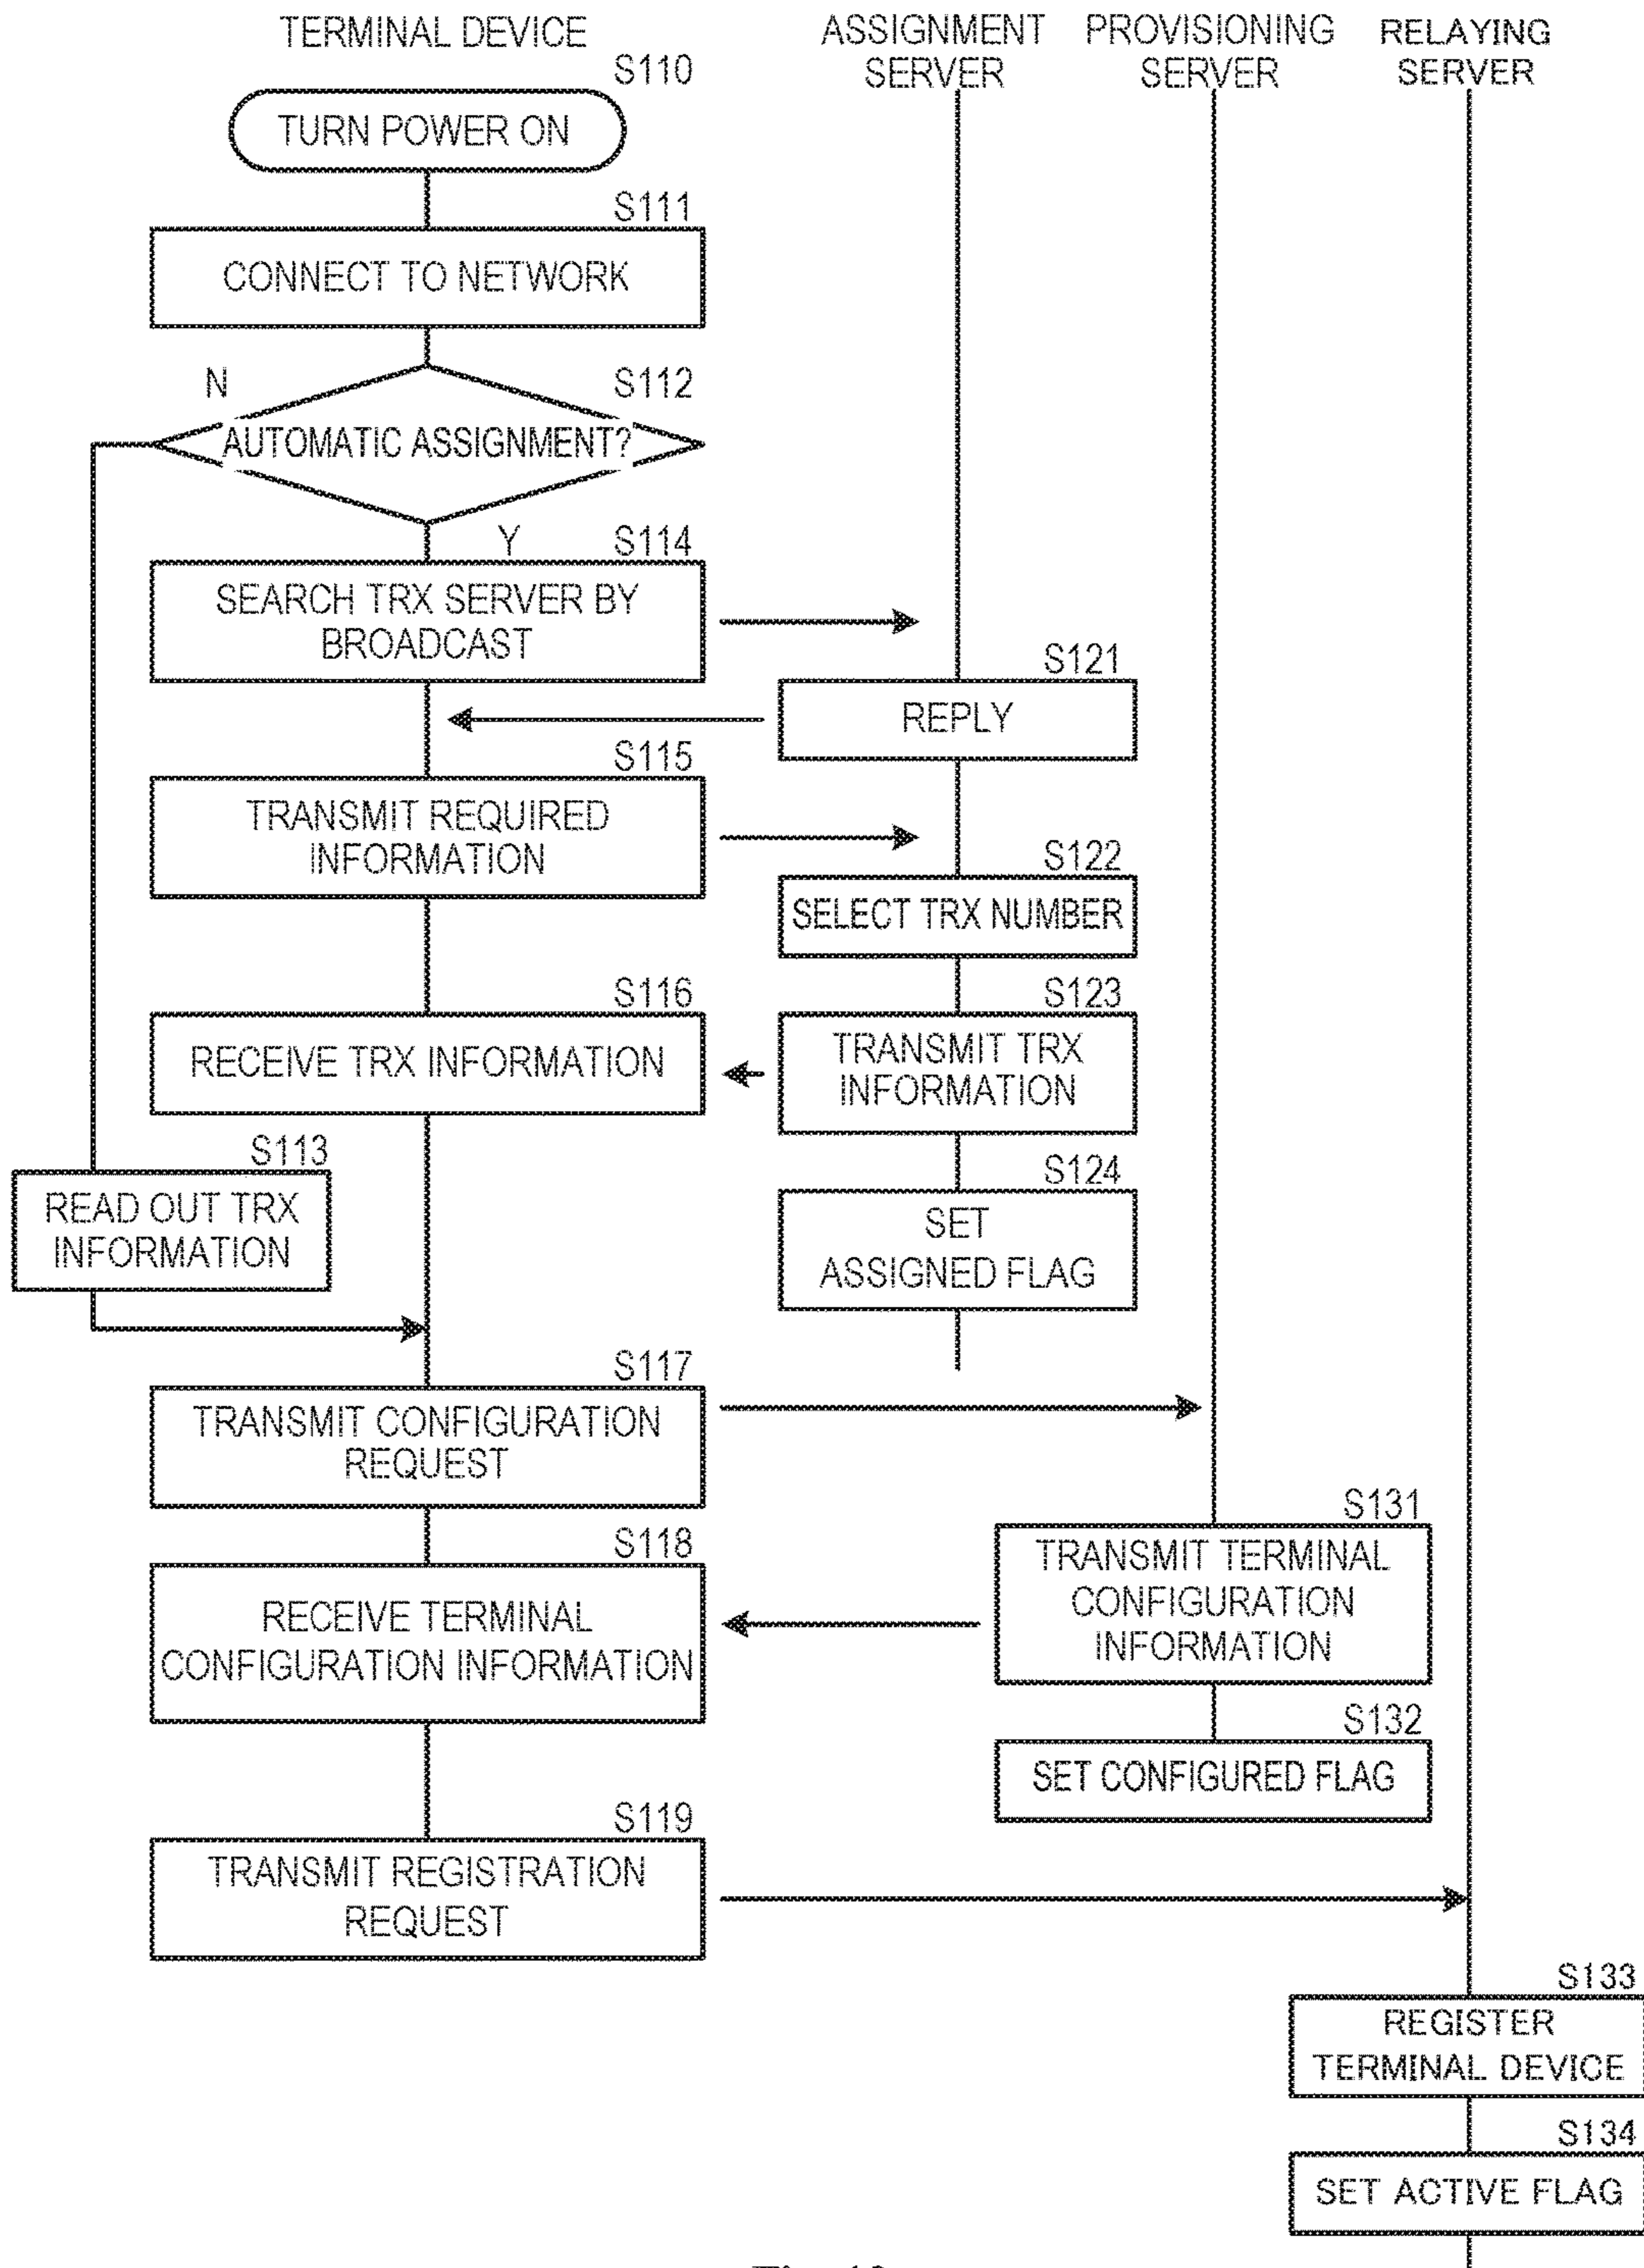 TERMINAL DEVICE
ASSIGNMENT
SERVER
PROVISIONING
SERVER
RELAYING
SERVER
S110
TURN POWER ON
S111
CONNECT TO NETWORK
N
S112
AUTOMATIC ASSIGNMENT?
Y
S114
SEARCH TRX SERVER BY
BROADCAST
S121
REPLY
S115
TRANSMIT REQUIRED
INFORMATION
S122
SELECT TRX NUMBER
S116
RECEIVE TRX INFORMATION
S123
TRANSMIT TRX
INFORMATION
S113
READ OUT TRX
INFORMATION
S124
SET
ASSIGNED FLAG
S117
TRANSMIT CONFIGURATION
REQUEST
S131
TRANSMIT TERMINAL
CONFIGURATION
INFORMATION
S118
RECEIVE TERMINAL
CONFIGURATION INFORMATION
S132
SET CONFIGURED FLAG
S119
TRANSMIT REGISTRATION
REQUEST
S133
REGISTER
TERMINAL DEVICE
S134
SET ACTIVE FLAG